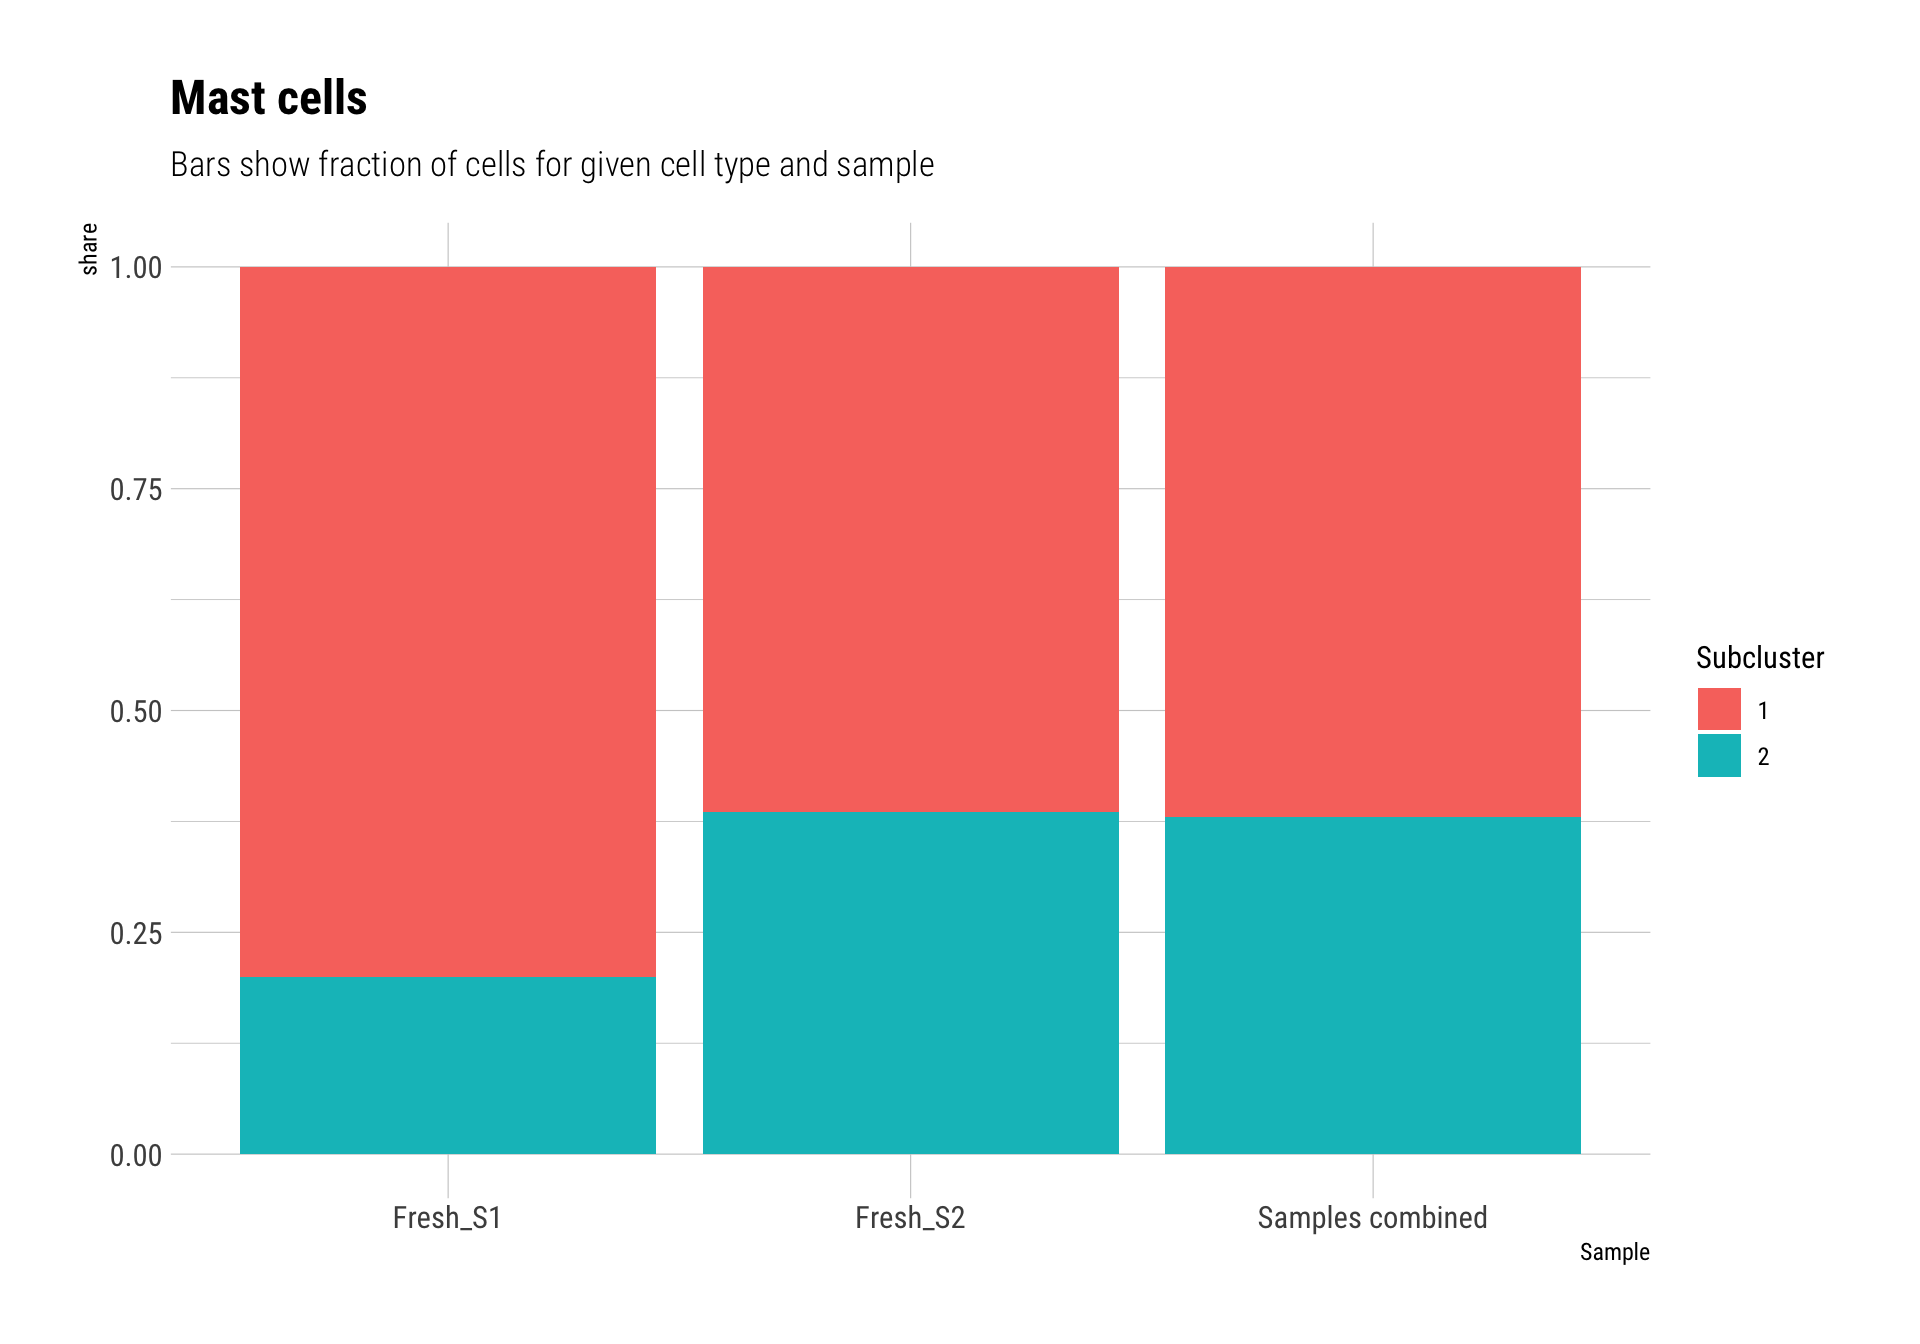 Mast cells
Bars show fraction of cells for given cell type and sample
share
1.00
0.75
0.50
0.25
0.00
Fresh_S1
Fresh_S2
Samples combined
Sample
Subcluster
1
2